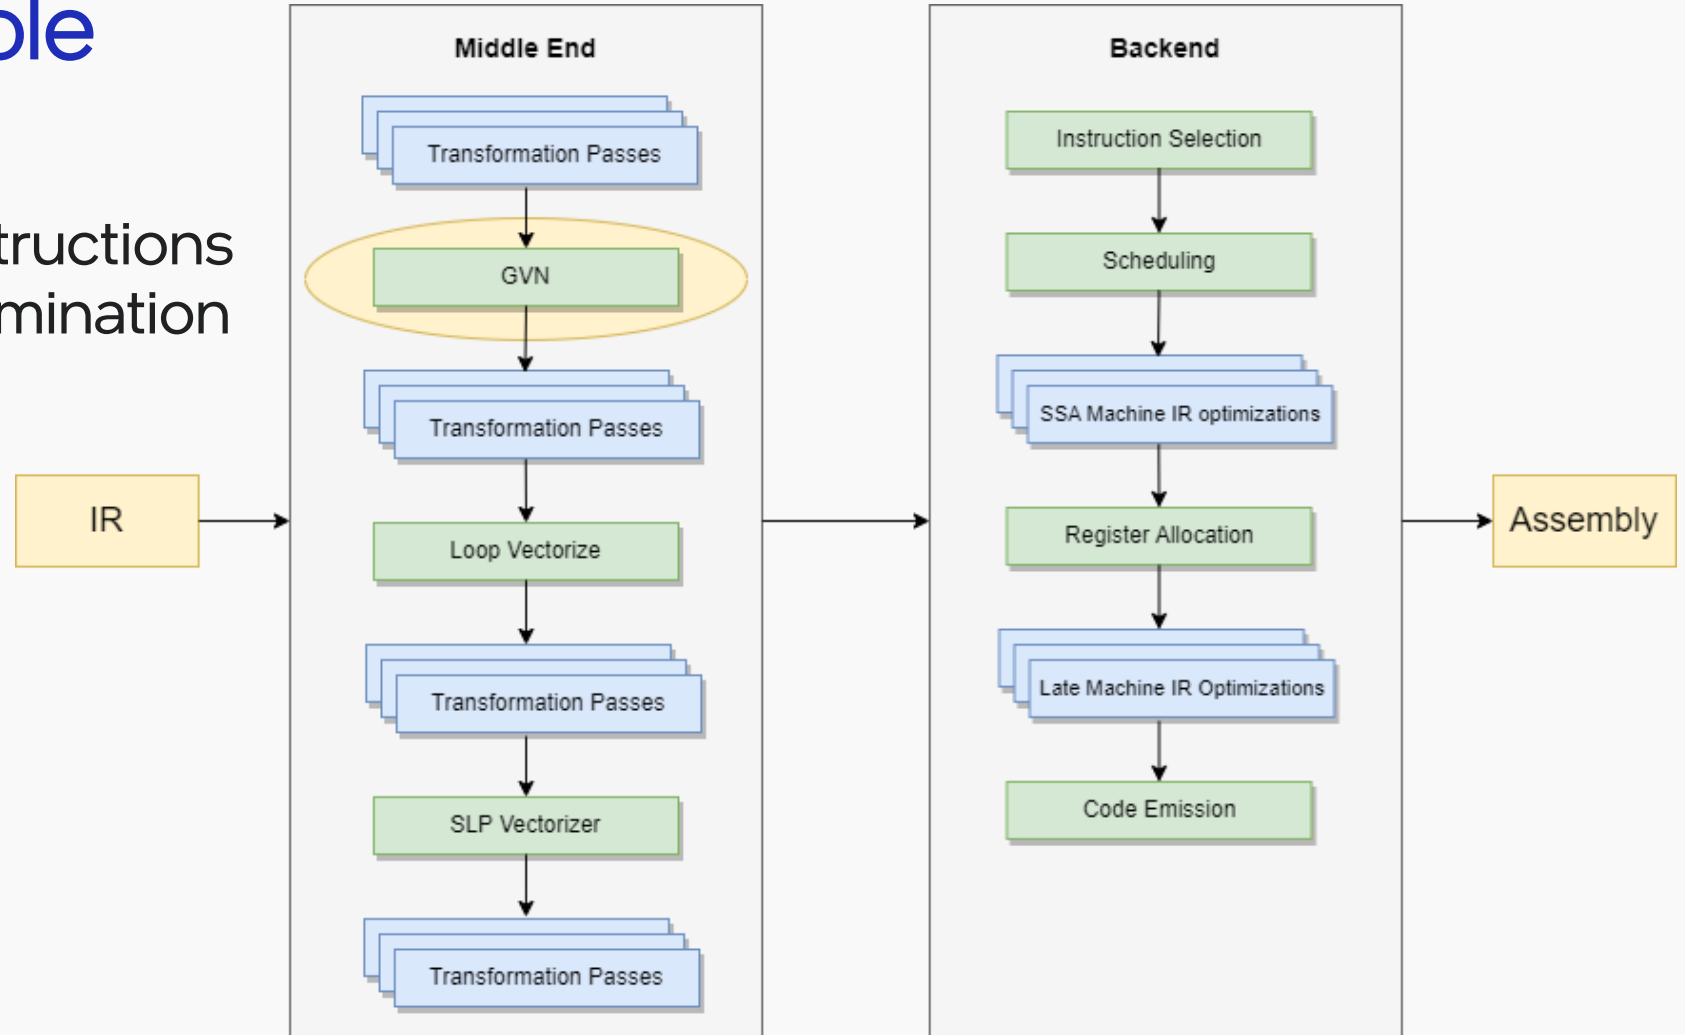 ple
tructions
mination
IR
Middle End
Transformation Passes
GVN
Transformation Passes
Loop Vectorize
Transformation Passes
SLP Vectorizer
Transformation Passes
Backend
Instruction Selection
Scheduling
SSA Machine IR optimizations
Register Allocation
Late Machine IR Optimizations
Code Emission
Assembly